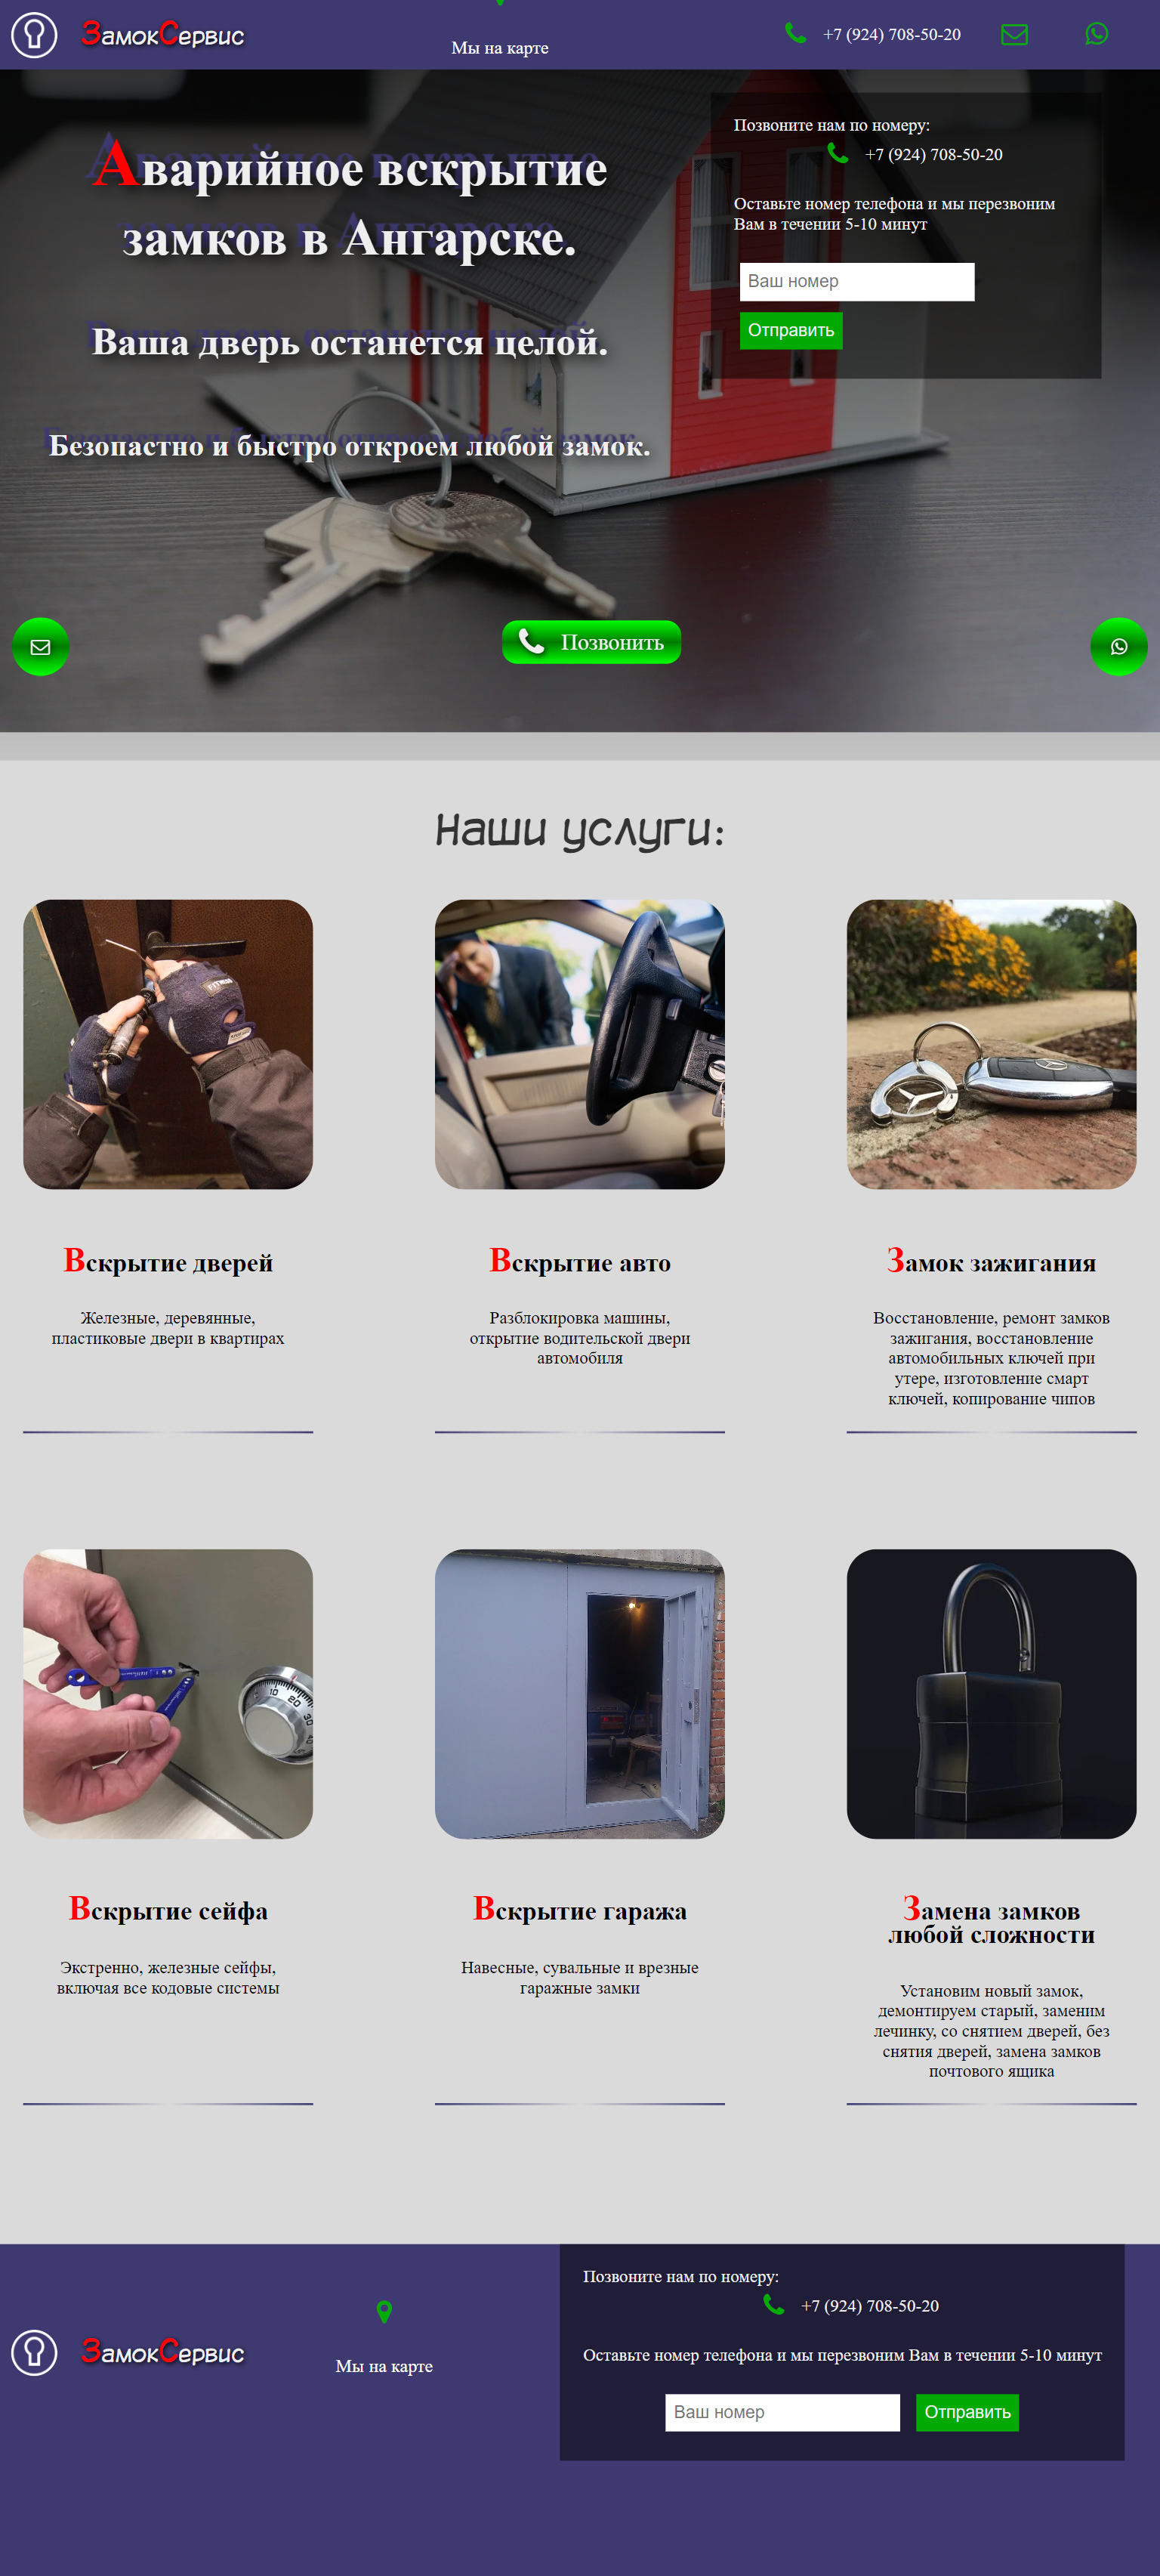 ЗамокСервис
Мы на карте
+7 (924) 708-50-20
Аварийное вскрытие
замков в Ангарске.
Ваша дверь останется целой.
Безопастно и быстро откроем любой замок.
Позвоните нам по номеру:
+7 (924) 708-50-20
Оставьте номер телефона и мы перезвоним
Вам в течении 5-10 минут
Ваш номер
Отправить
Позвонить
Наши услуги:
FITNESS
Вскрытие дверей
Железные, деревянные,
пластиковые двери в квартирах
Вскрытие авто
Разблокировка машины,
открытие водительской двери
автомобиля
Замок зажигания
Восстановление, ремонт замков
зажигания, восстановление
автомобильных ключей при
утере, изготовление смарт
ключей, копирование чипов
10
20
30
40
Вскрытие сейфа
Экстренно, железные сейфы,
включая все кодовые системы
Вскрытие гаража
Навесные, сувальные и врезные
гаражные замки
Замена замков
любой сложности
Установим новый замок,
демонтируем старый, заменим
лечинку, со снятием дверей, без
снятия дверей, замена замков
почтового ящика
ЗамокСервис
Мы на карте
Позвоните нам по номеру:
+7 (924) 708-50-20
Оставьте номер телефона и мы перезвоним Вам в течении 5-10 минут
Ваш номер
Отправить